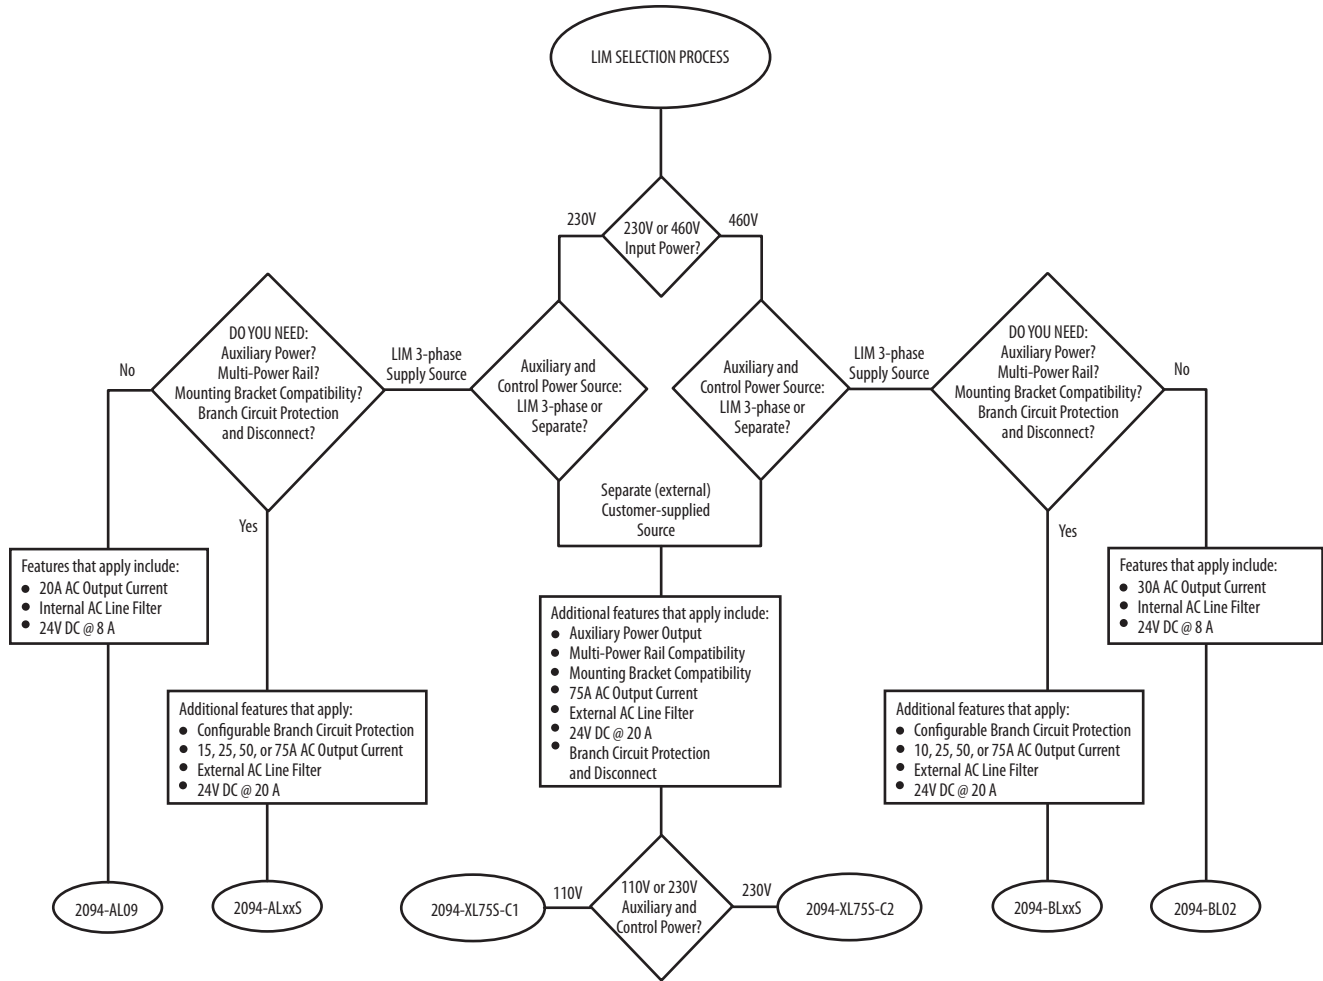 LIM SELECTION PROCESS
230V
230V or 460V
Input Power?
460V
DO YOU NEED:
Auxiliary Power?
Multi-Power Rail?
Mounting Bracket Compatibility?
Branch Circuit Protection
and Disconnect?
No
LIM 3-phase
Supply Source
Auxiliary and
Control Power Source:
LIM 3-phase or
Separate?
Auxiliary and
Control Power Source:
LIM 3-phase or
Separate?
LIM 3-phase
Supply Source
DO YOU NEED:
Auxiliary Power?
Multi-Power Rail?
Mounting Bracket Compatibility?
Branch Circuit Protection
and Disconnect?
No
Separate (external)
Customer-supplied
Source
Yes
Yes
Features that apply include:
● 20A AC Output Current
● Internal AC Line Filter
● 24V DC @ 8 A
Additional features that apply:
● Configurable Branch Circuit Protection
● 15, 25, 50, or 75A AC Output Current
● External AC Line Filter
● 24V DC @ 20 A
Additional features that apply include:
● Auxiliary Power Output
● Multi-Power Rail Compatibility
● Mounting Bracket Compatibility
● 75A AC Output Current
● External AC Line Filter
● 24V DC @ 20 A
● Branch Circuit Protection
and Disconnect
Additional features that apply:
● Configurable Branch Circuit Protection
● 10, 25, 50, or 75A AC Output Current
● External AC Line Filter
● 24V DC @ 20 A
Features that apply include:
● 30A AC Output Current
● Internal AC Line Filter
● 24V DC @ 8 A
2094-AL09
2094-ALxxS
2094-XL75S-C1
110V
110V or 230V
Auxiliary and
Control Power?
230V
2094-XL75S-C2
2094-BLxxS
2094-BL02